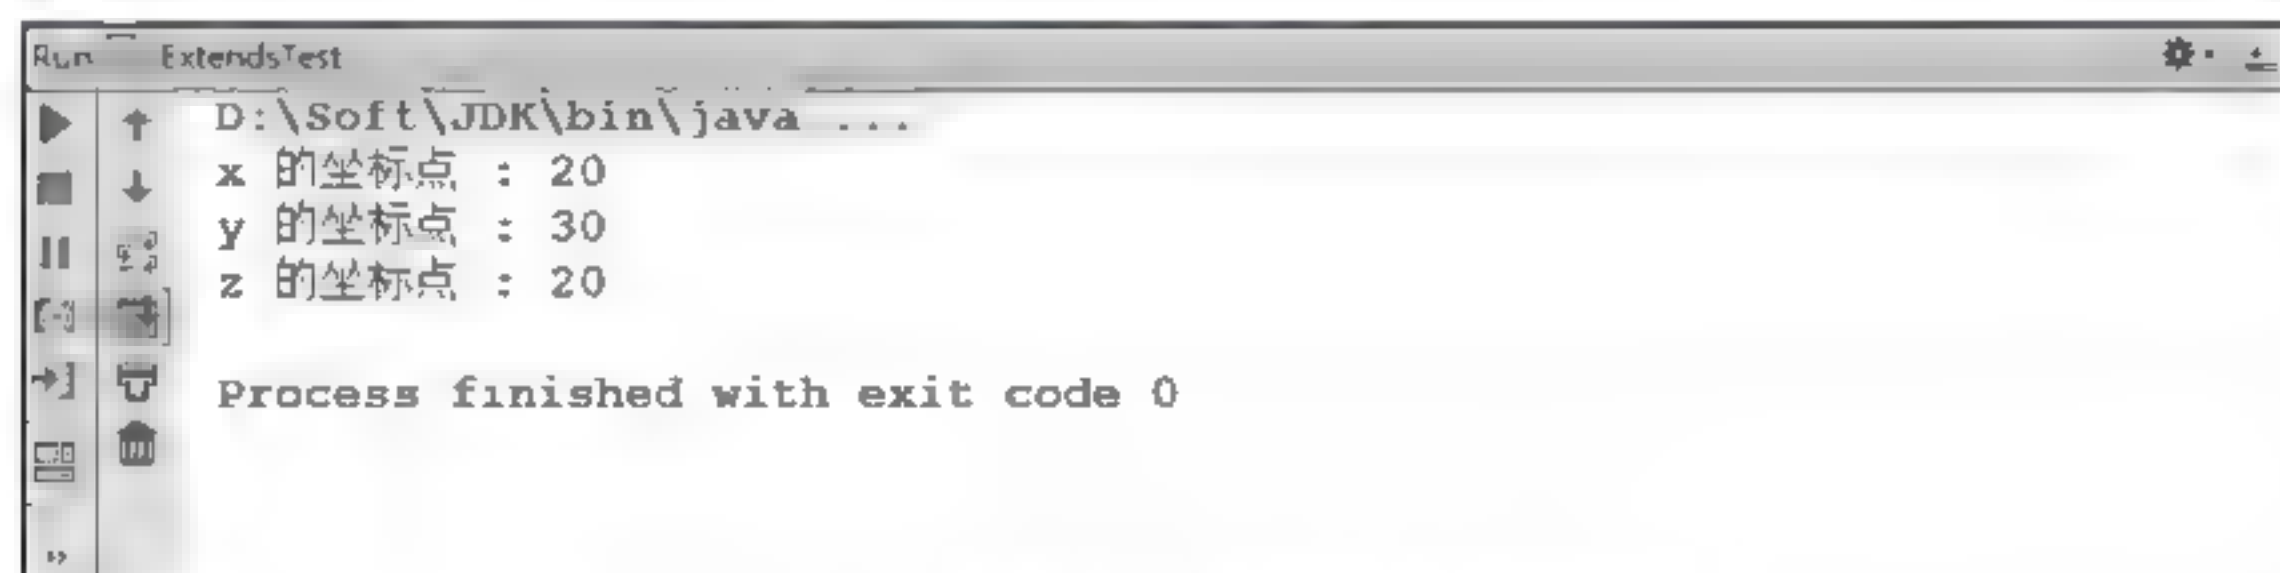 Run ExtendsTest
D:\Soft\JDK\bin\java ...
x 的坐标点 : 20
y 的坐标点 : 30
z 的坐标点 : 20
Process finished with exit code 0